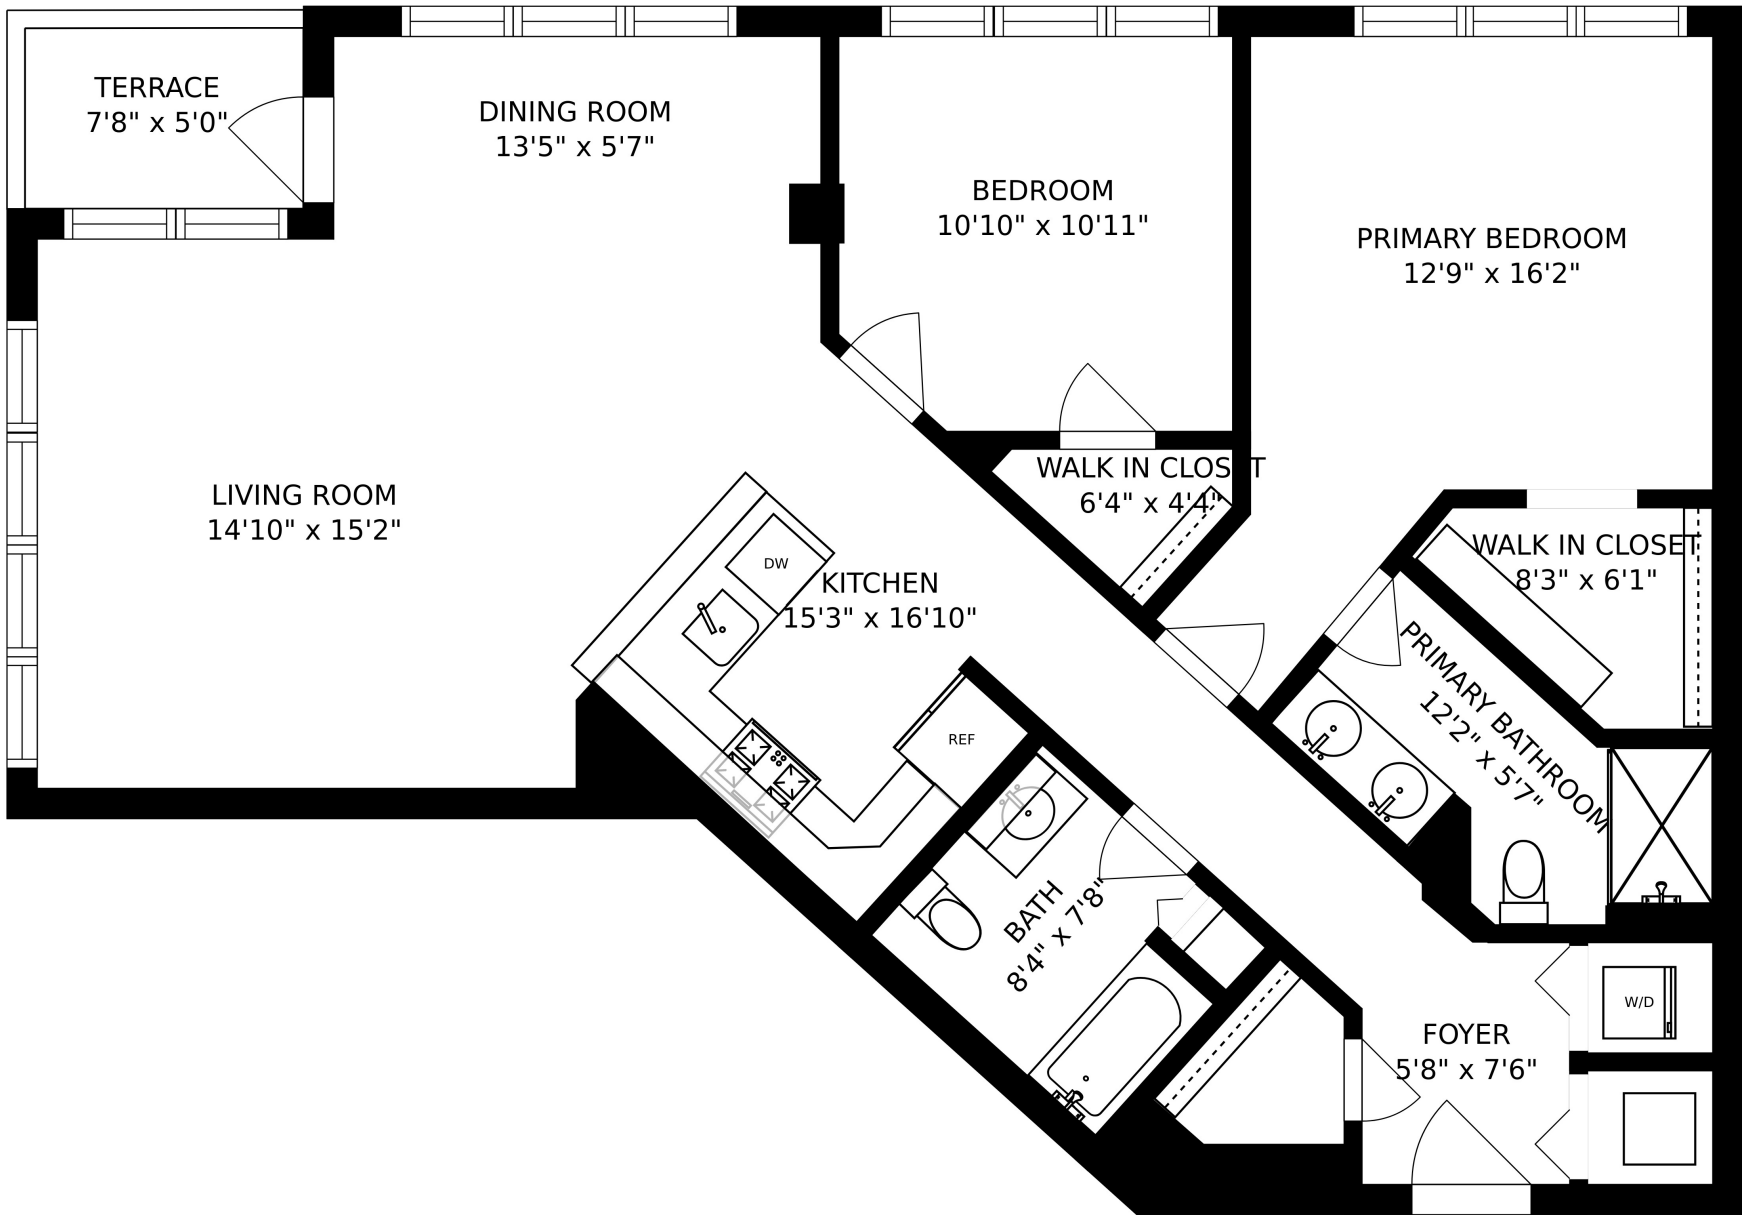 TERRACE
7'8" x 5'0"
DINING ROOM
13'5" x 5'7"
BEDROOM
10'10" x 10'11"
PRIMARY BEDROOM
12'9" x 16'2"
LIVING ROOM
14'10" x 15'2"
WALK IN CLOSET
6'4" x 4'4"
WALK IN CLOSET
8'3" x 6'1"
DW
KITCHEN
15'3" x 16'10"
REF
PRIMARY BATHROOM
12'2" x 5'7"
BATH
8'4" x 7'8"
W/D
FOYER
5'8" x 7'6"